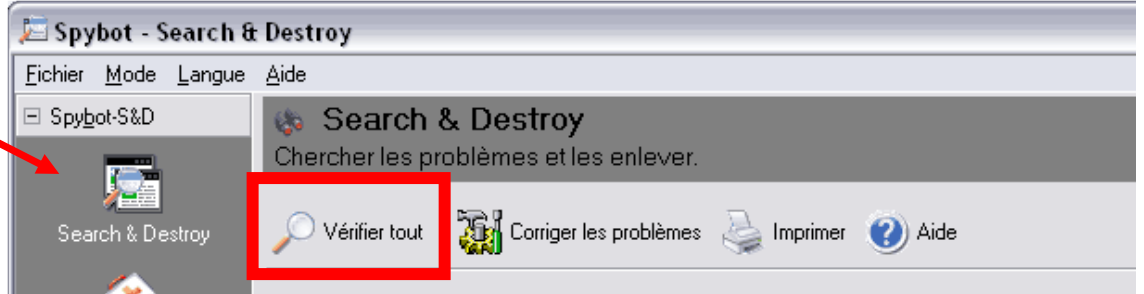 Spybot - Search & Destroy
Fichier Mode Langue Aide
Spybot-S&D
Search & Destroy
Chercher les problèmes et les enlever.
Search & Destroy
Vérifier tout Corriger les problèmes Imprimer Aide